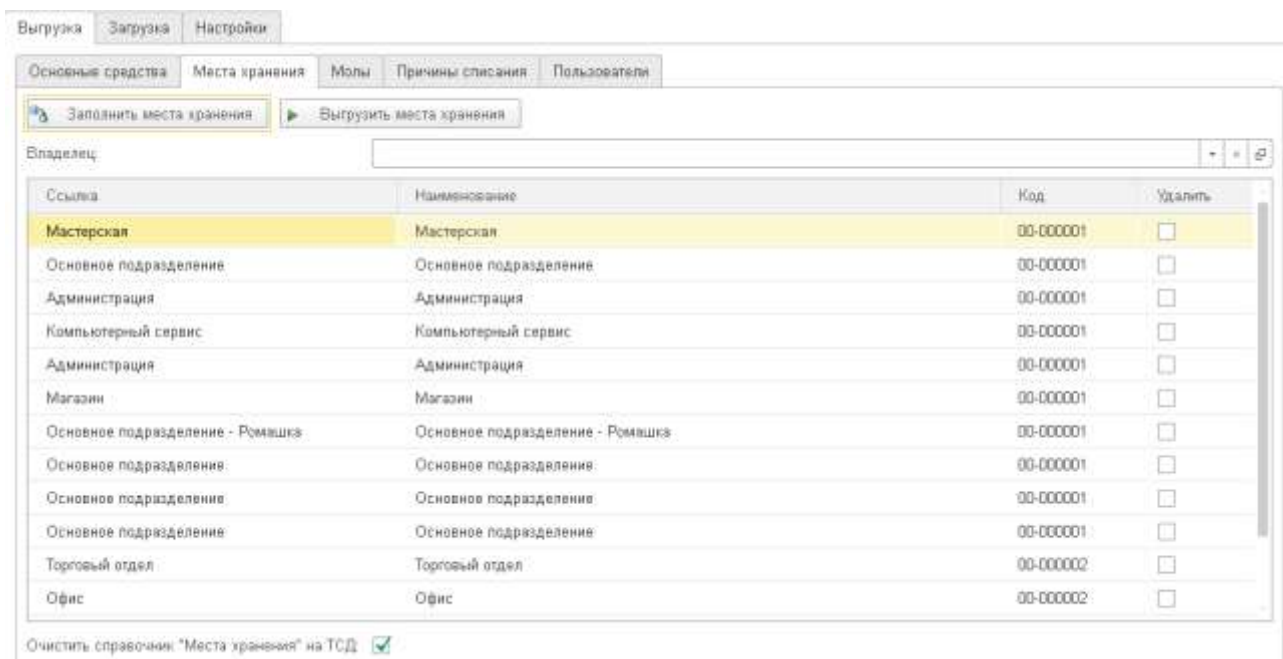 Выгрузка Загрузка Настройки
Основные средства Места хранения Молы Причины списания Пользователи
Заполнить места хранения Выгрузить места хранения
Владелец:
Ссылка Наименование Код Удалить
Мастерская Мастерская 00-000001
Основное подразделение Основное подразделение 00-000001
Администрация Администрация 00-000001
Компьютерный сервис Компьютерный сервис 00-000001
Администрация Администрация 00-000001
Магазин Магазин 00-000001
Основное подразделение - Ромашка Основное подразделение - Ромашка 00-000001
Основное подразделение Основное подразделение 00-000001
Основное подразделение Основное подразделение 00-000001
Основное подразделение Основное подразделение 00-000001
Торговый отдел Торговый отдел 00-000002
Офис Офис 00-000002
Очистить справочник "Места хранения" на ТСД: